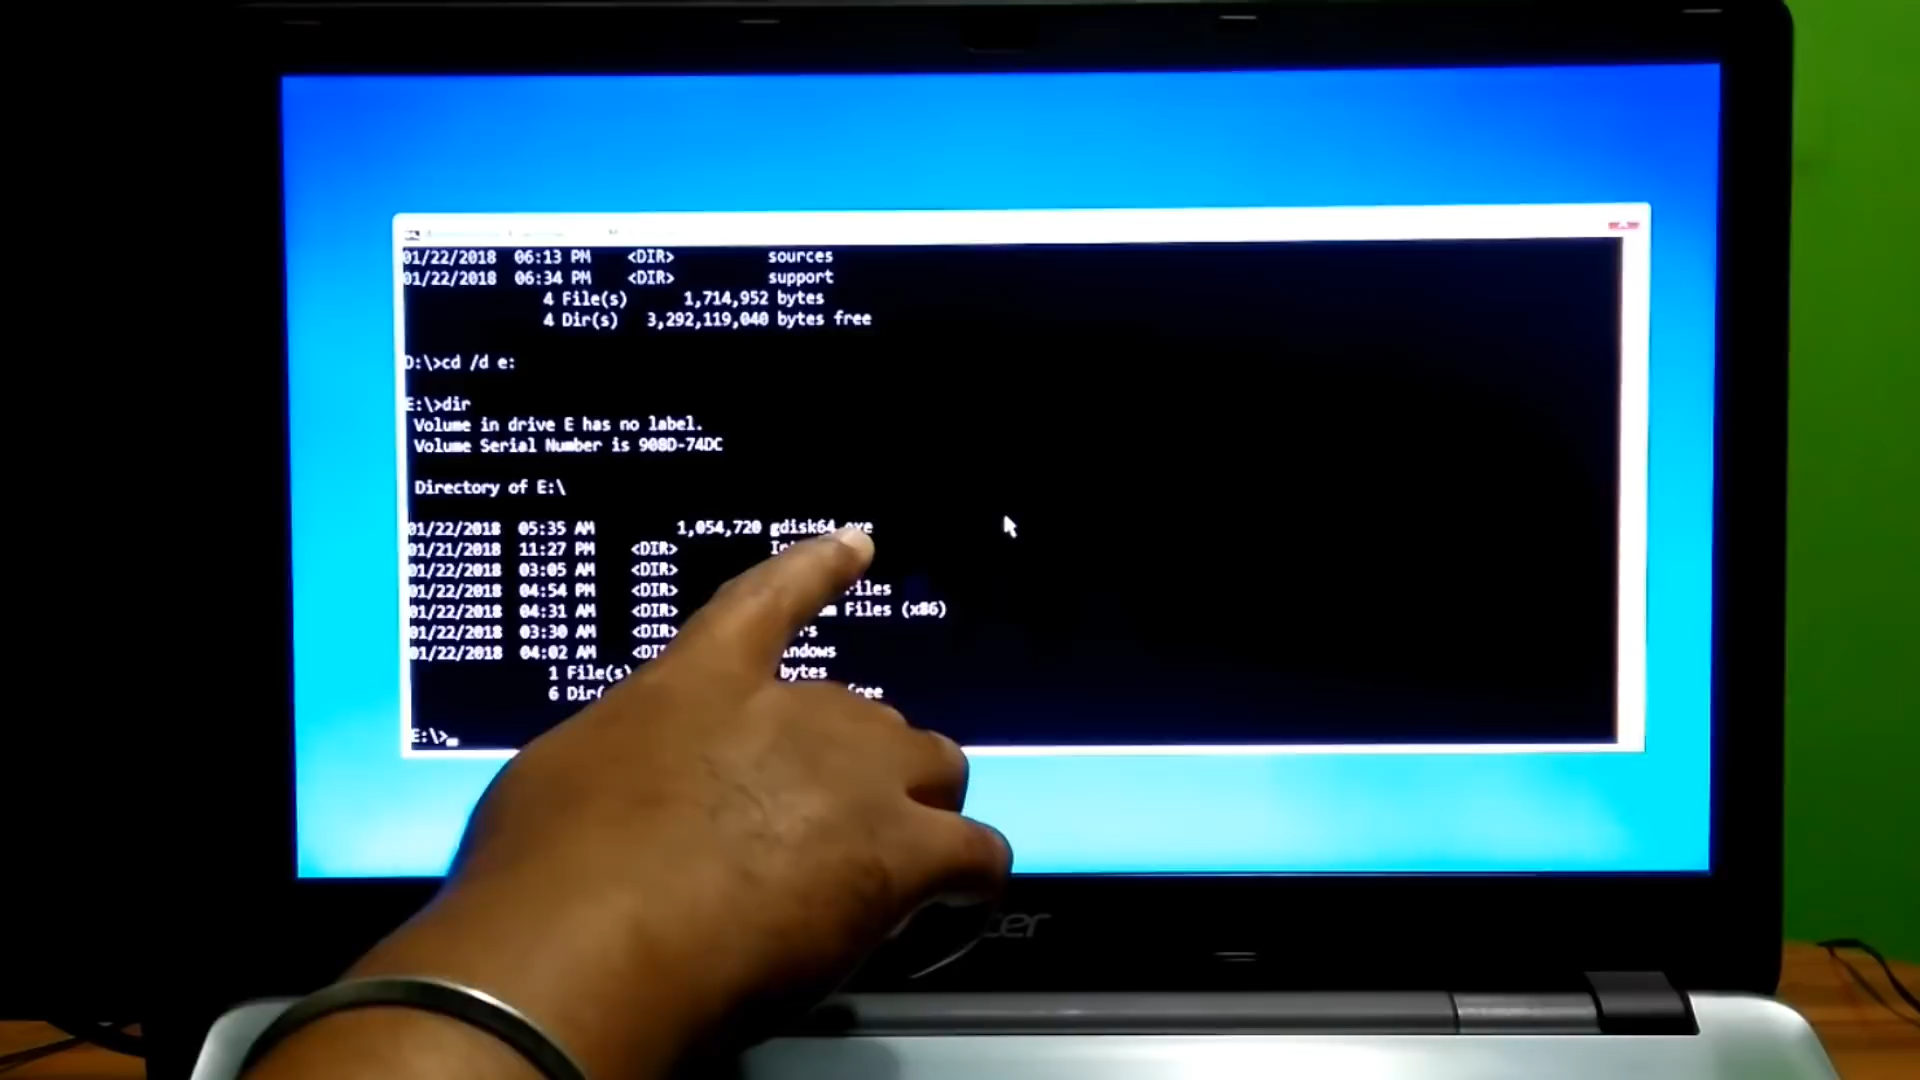 01/22/2018 06:13 PM <DIR> sources
01/22/2018 06:34 PM <DIR> support
4 File(s) 1,714,952 bytes
4 Dir(s) 3,292,119,040 bytes free
D:\>cd /d e:
E:\>dir
Volume in drive E has no label.
Volume Serial Number is 908D-74DC
Directory of E:\
01/22/2018 05:35 AM 1,054,720 gdisk64.exe
01/21/2018 11:27 PM <DIR>
01/22/2018 03:05 AM <DIR>
01/22/2018 04:54 PM <DIR> Files
01/22/2018 04:31 AM <DIR> Files (x86)
01/22/2018 03:30 AM <DIR>
01/22/2018 04:02 AM
1 File(s) bytes
6 free
E:\>